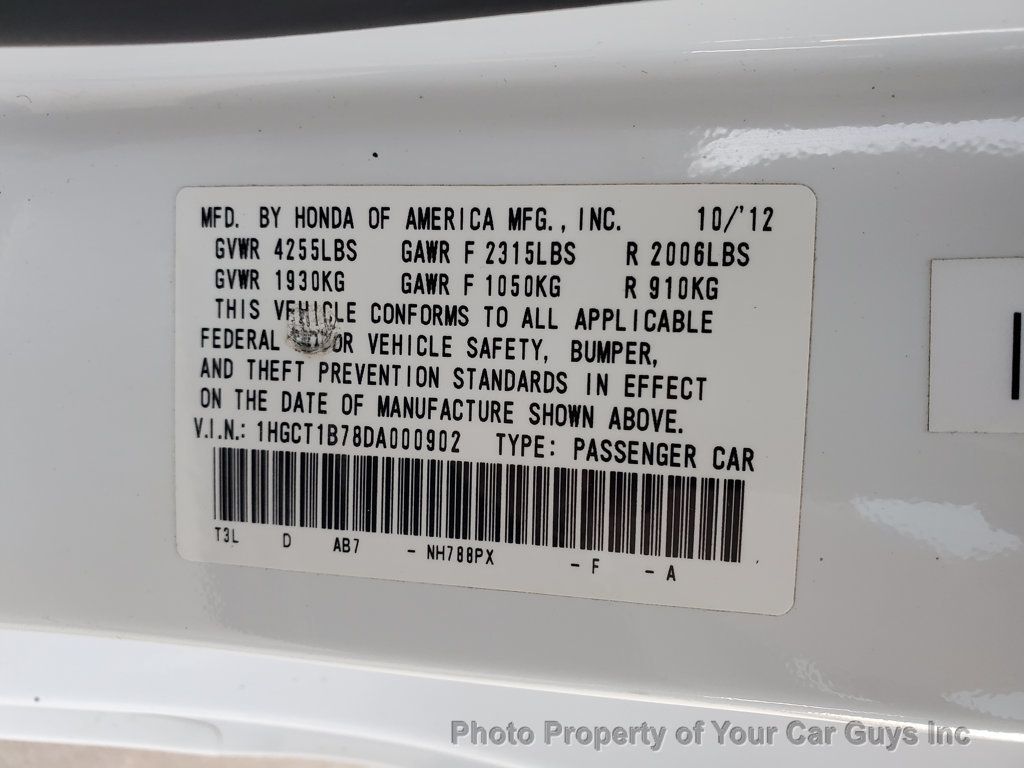 MFD. BY HONDA OF AMERICA MFG., INC. 10/'12
GVWR 4255LBS GAWR F 2315LBS R 2006LBS
GVWR 1930KG GAWR F 1050KG R 910KG
THIS VEHICLE CONFORMS TO ALL APPLICABLE
FEDERAL OR VEHICLE SAFETY, BUMPER,
AND THEFT PREVENTION STANDARDS IN EFFECT
ON THE DATE OF MANUFACTURE SHOWN ABOVE.
V.I.N.: 1HGCT1B78DA000902 TYPE: PASSENGER CAR
T3L D AB7 - NH788PX - F - A
Photo Property of Your Car Guys Inc